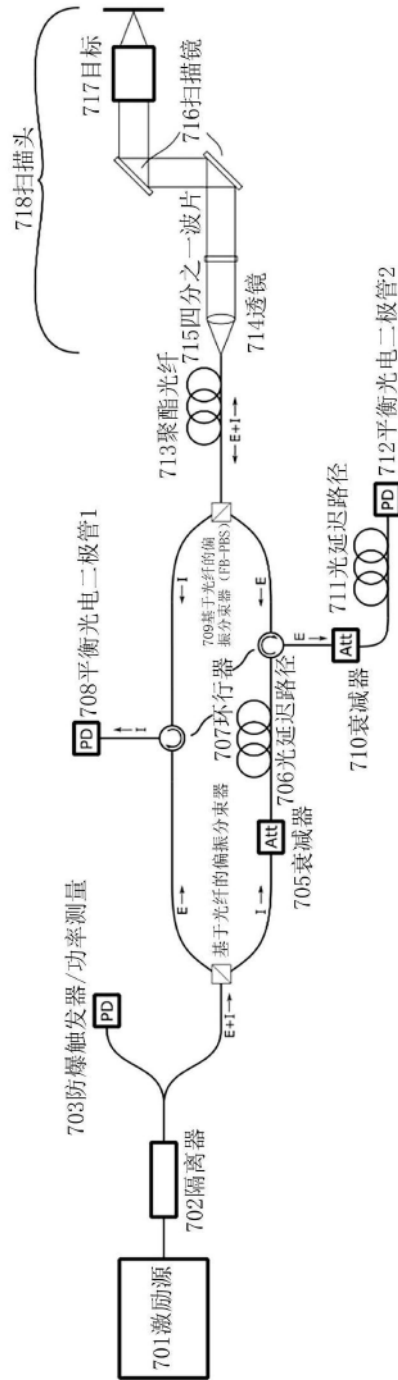 701激励源
702隔离器
703防爆触发器/功率测量
PD
E+I
基于光纤的偏振分束器
E
I
Att
705衰减器
706光延迟路径
707环行器
PD
708平衡光电二极管1
I
I
E
709基于光纤的偏
振分束器（FB-PBS）
E
Att
710衰减器
711光延迟路径
PD
712平衡光电二极管2
E+I
713聚酯光纤
714透镜
715四分之一波片
716扫描镜
717目标
718扫描头